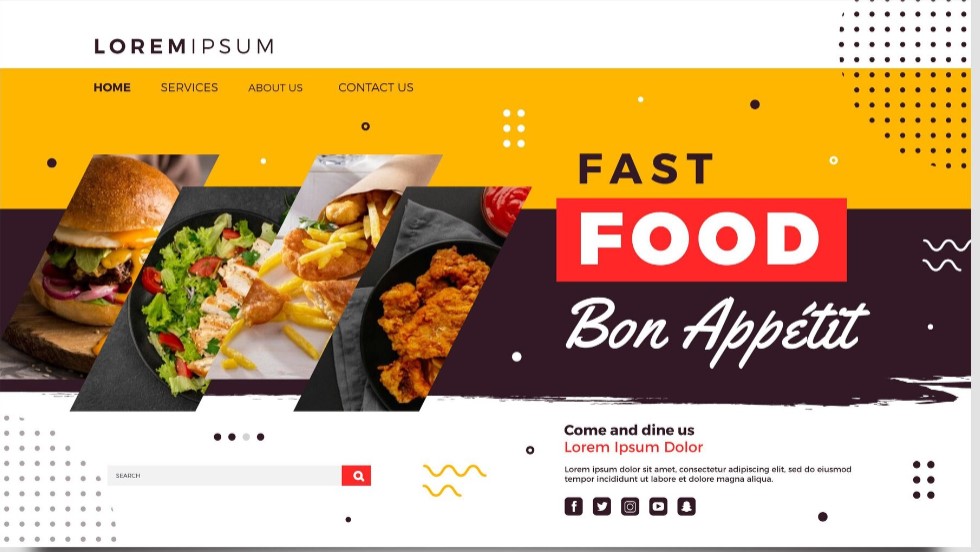 LOREMIPSUM
HOME SERVICES ABOUT US CONTACT US
FAST
FOOD
Bon Appétit
Come and dine us
Lorem Ipsum Dolor
Lorem ipsum dolor sit amet, consectetur adipiscing elit, sed do eiusmod
tempor incididunt ut labore et dolore magna aliqua.
SEARCH